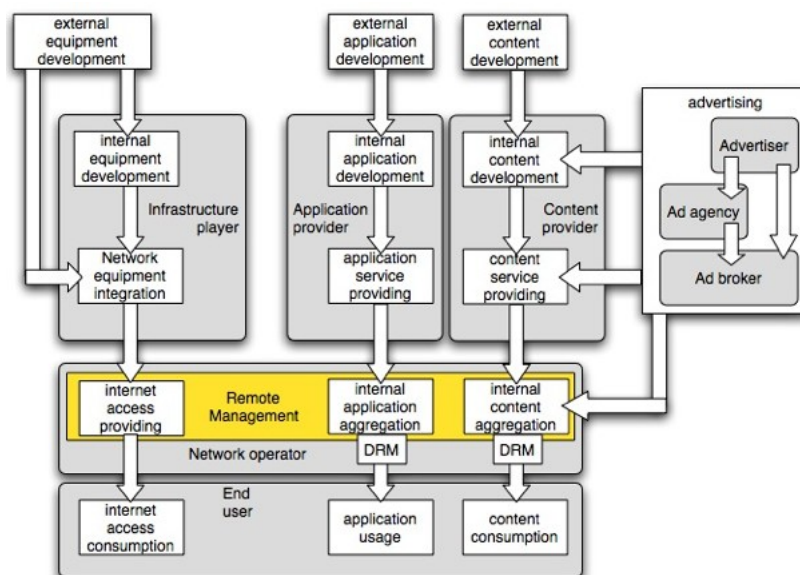 external
equipment
development
external
application
development
external
content
development
advertising
Advertiser
Ad agency
Ad broker
internal
equipment
development
Infrastructure
player
Network
equipment
integration
internal
application
development
Application
provider
application
service
providing
internal
content
development
Content
provider
content
service
providing
internet
access
providing
Remote
Management
internal
application
aggregation
internal
content
aggregation
DRM
DRM
Network operator
End
user
internet
access
consumption
application
usage
content
consumption